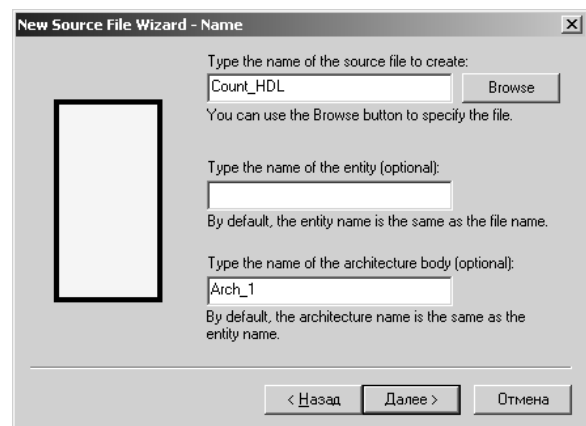 New Source File Wizard - Name
Type the name of the source file to create:
Count_HDL
Browse
You can use the Browse button to specify the file.
Type the name of the entity (optional):
By default, the entity name is the same as the file name.
Type the name of the architecture body (optional):
Arch_1
By default, the architecture name is the same as the
entity name.
< Назад
Далее >
Отмена